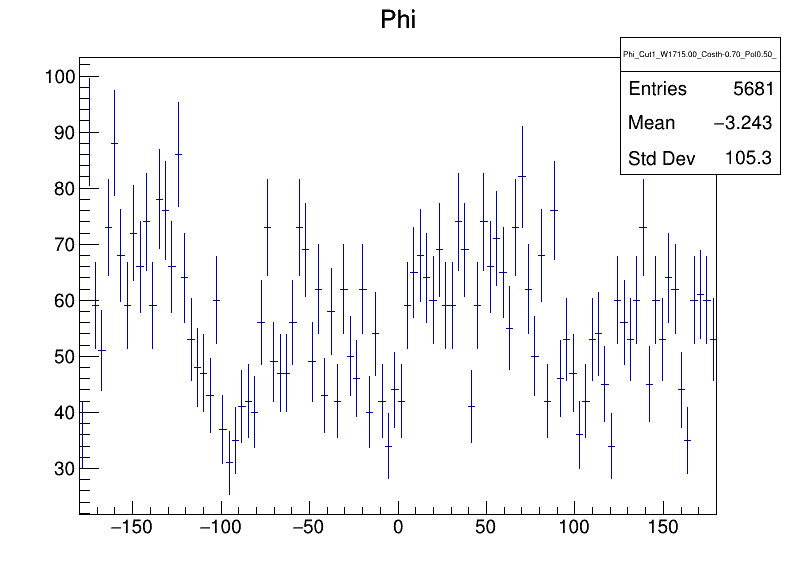 Phi
Phi_Cut1_W1715.00_Costh-0.70_Pol0.50_
Entries 5681
Mean −3.243
Std Dev 105.3
100
90
80
70
60
50
40
30
−150 −100 −50 0 50 100 150